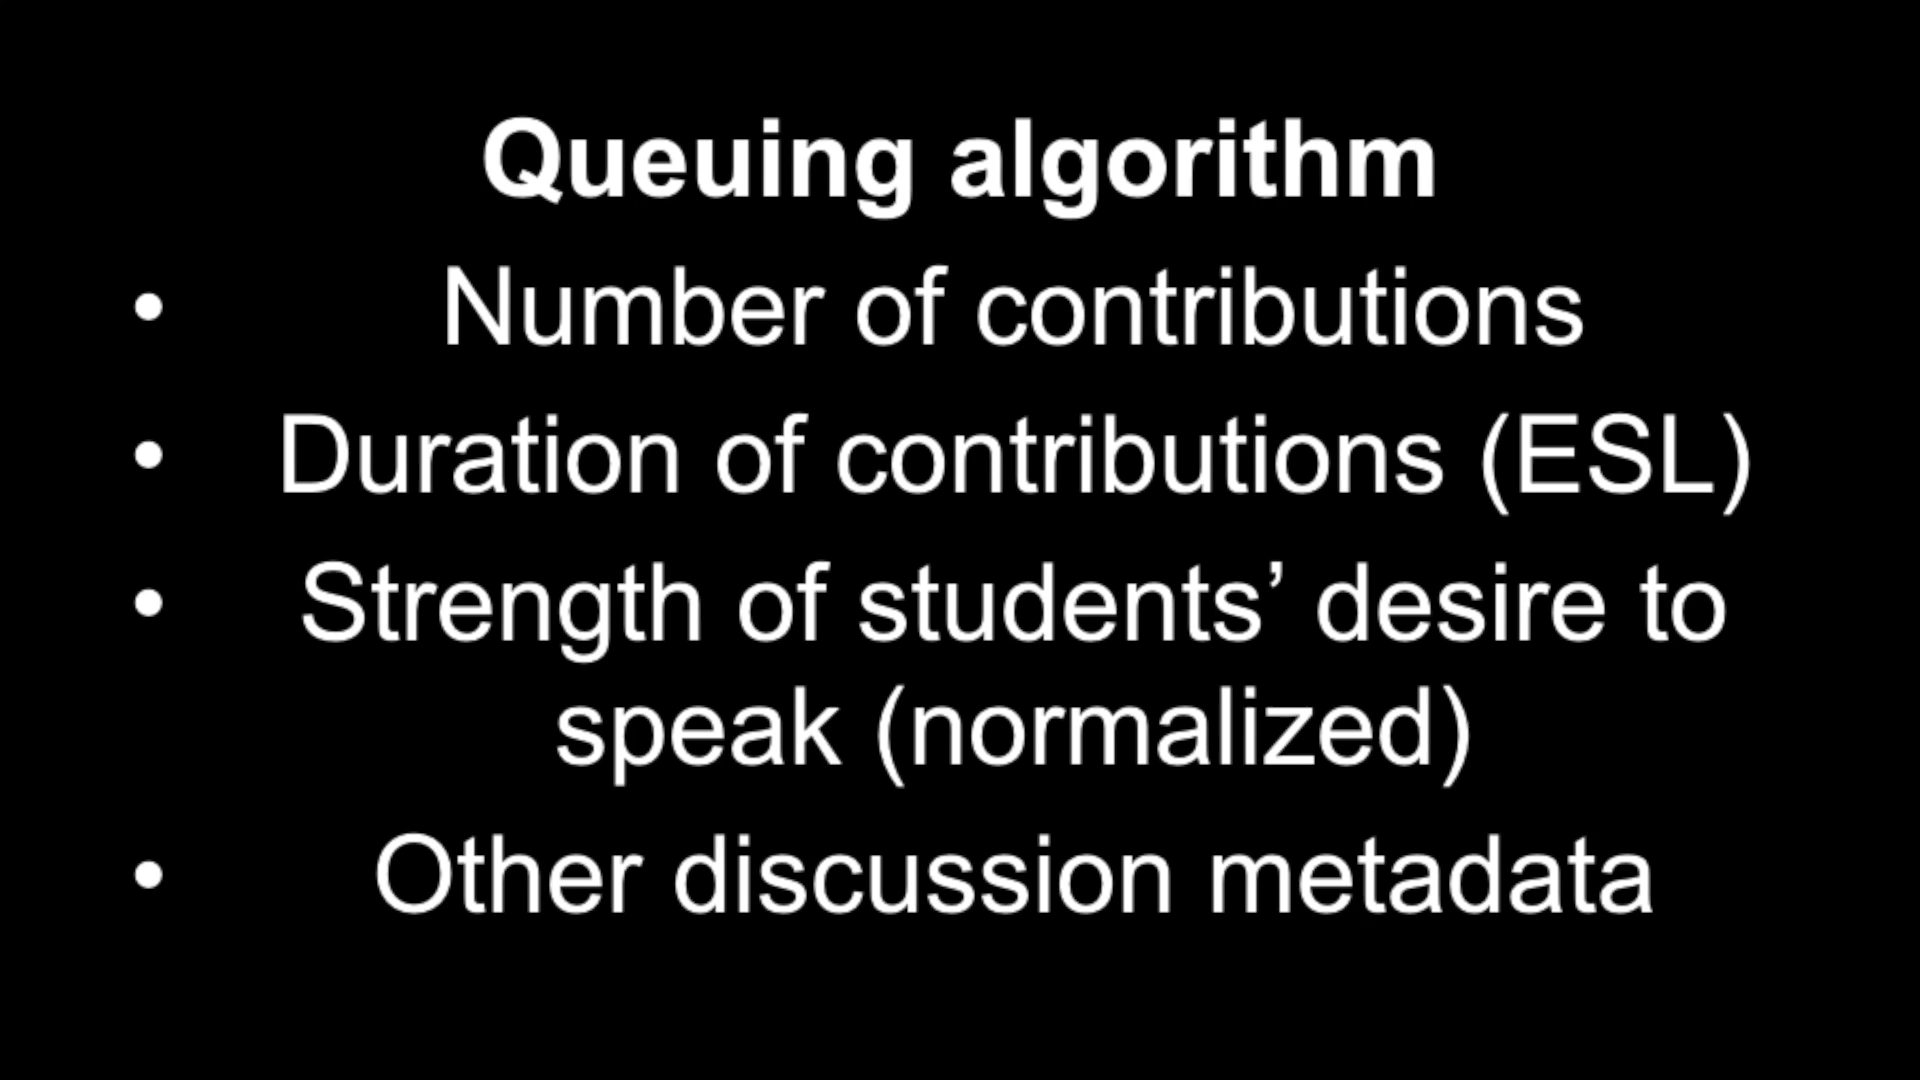 Queuing algorithm
• Number of contributions
• Duration of contributions (ESL)
• Strength of students’ desire to
speak (normalized)
• Other discussion metadata